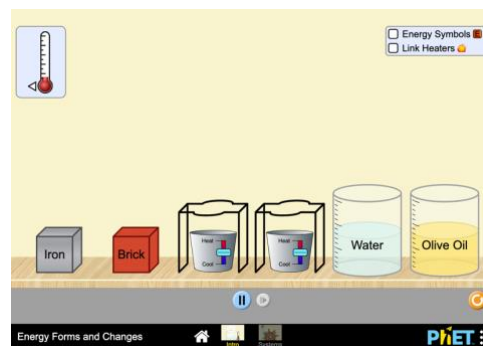 Energy Symbols E
Link Heaters
Iron
Brick
Heat
Cool
Heat
Cool
Water
Olive Oil
Energy Forms and Changes
Intro
Systems
PhET